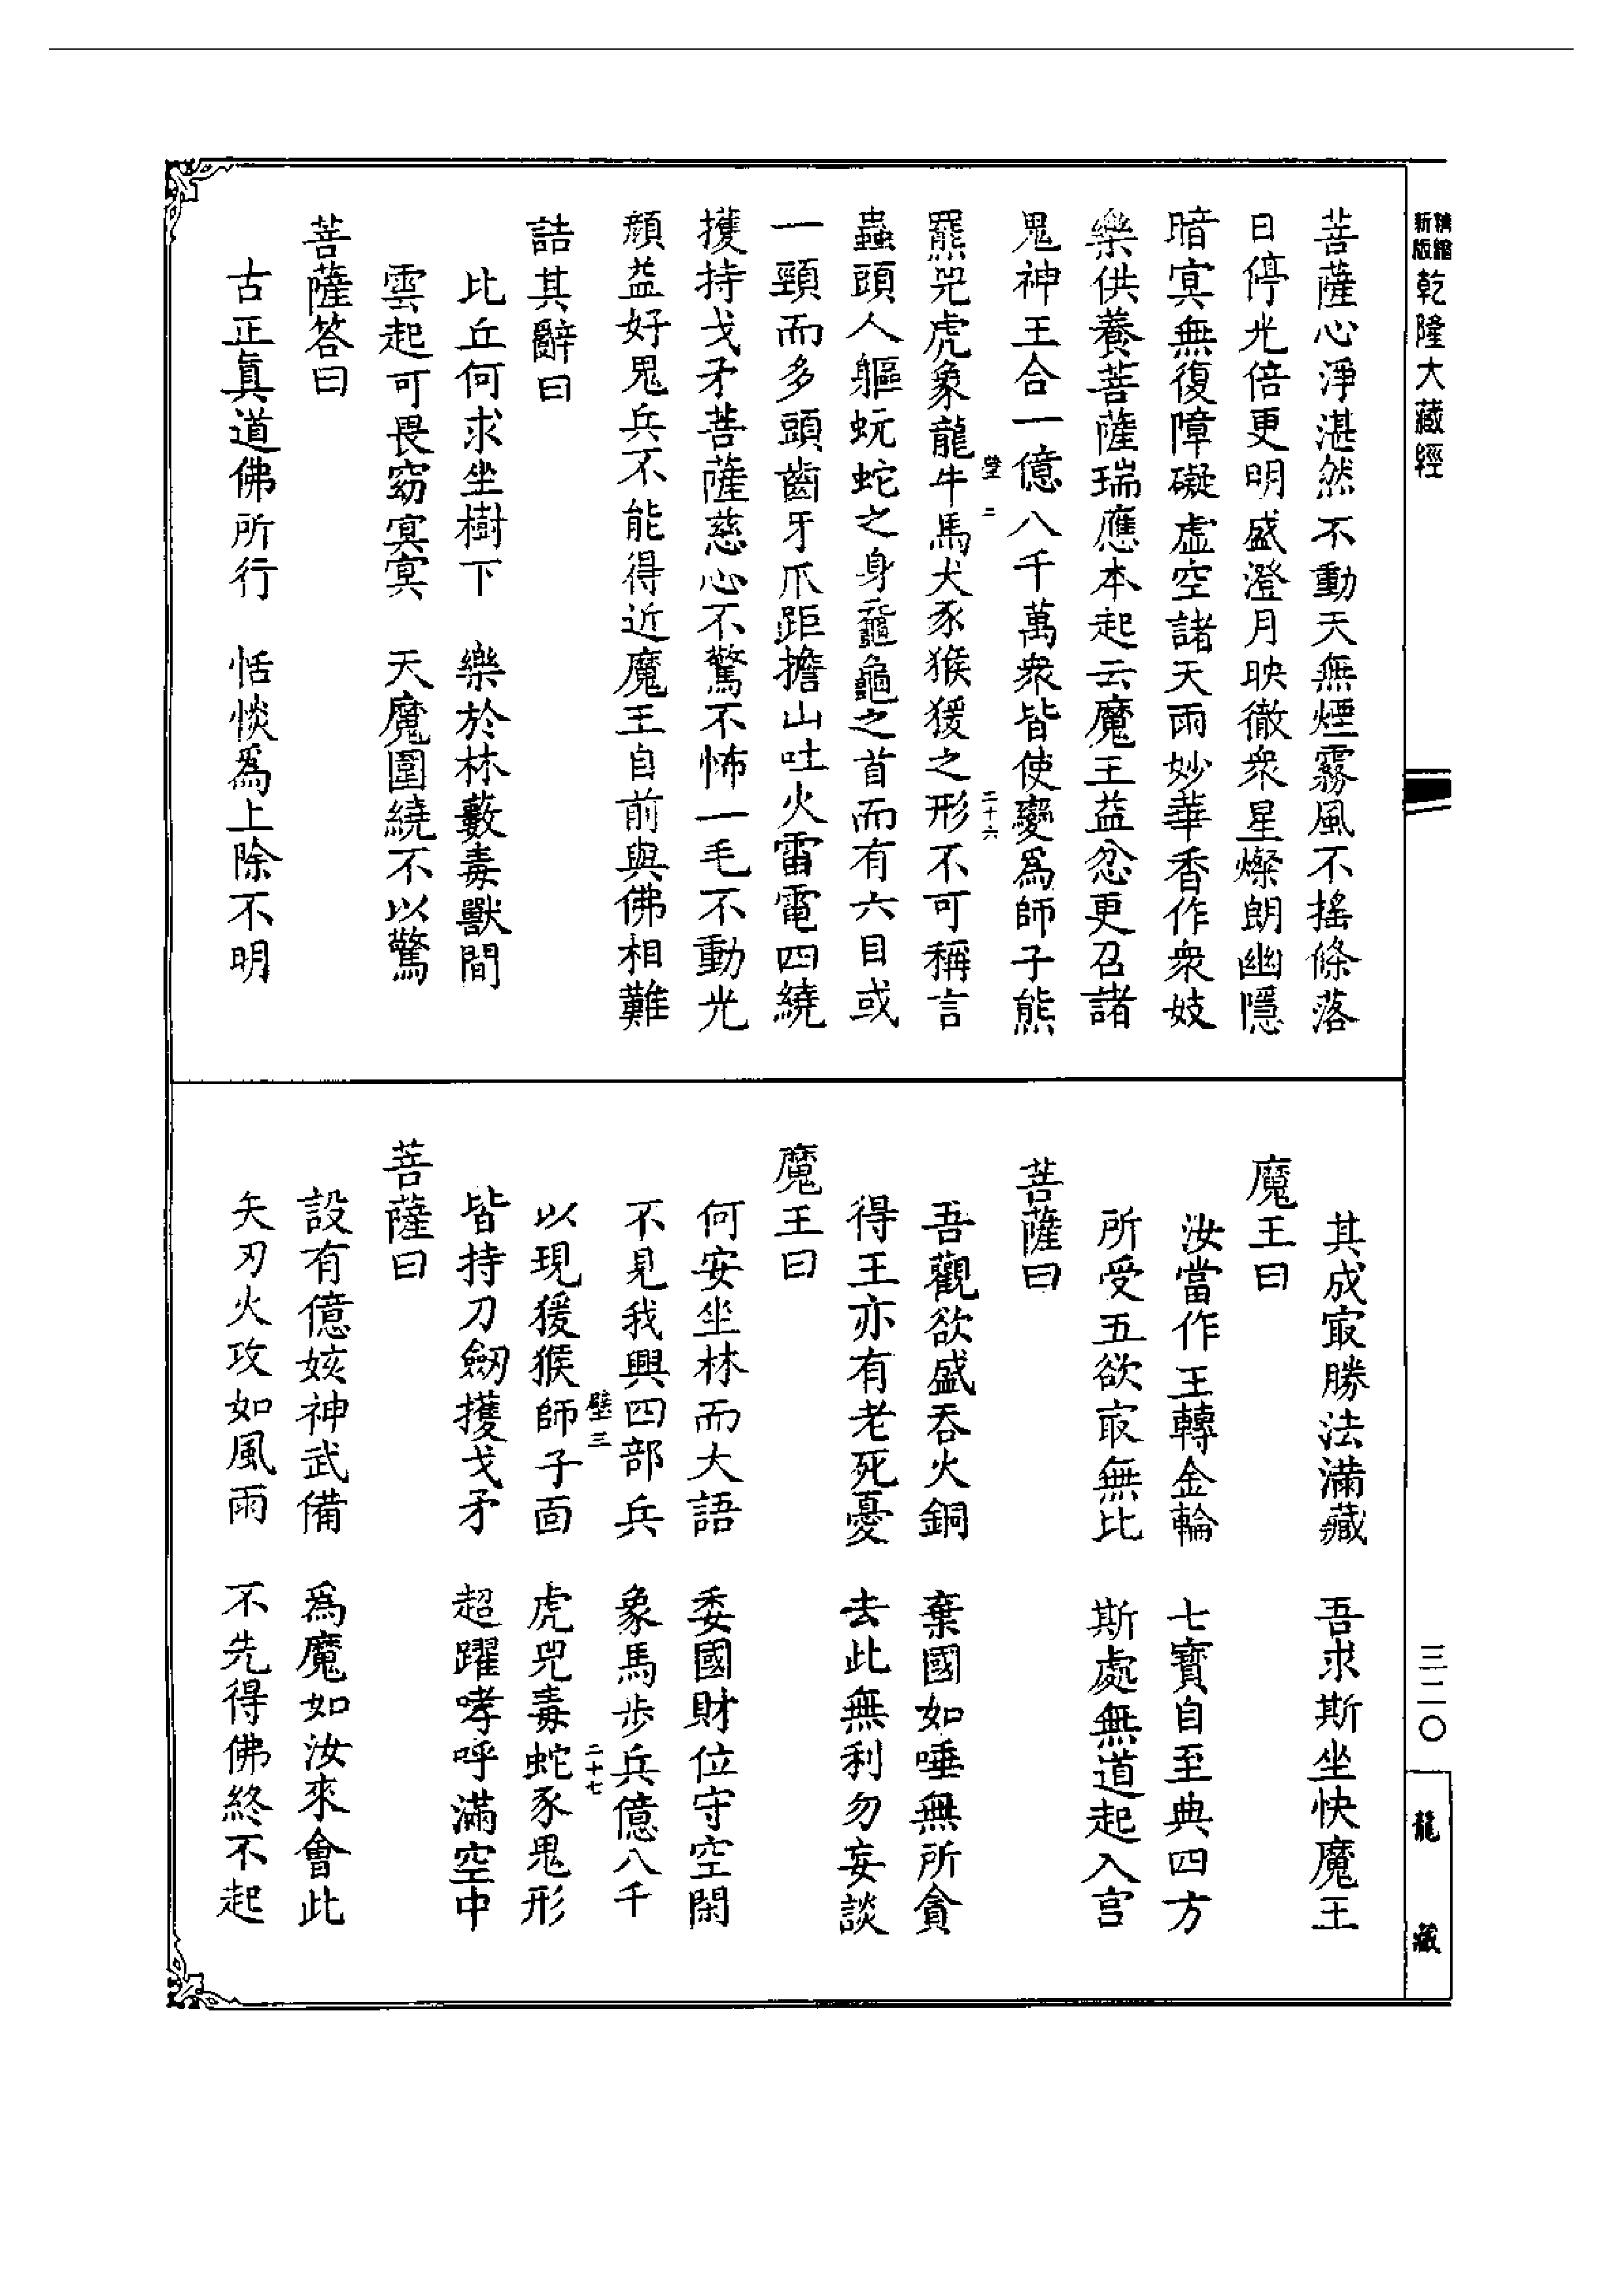 精縮新版 乾隆大藏經
菩薩心淨湛然不動天無煙霧風不搖條落
日停光倍更明盛澄月映徹衆星燦朗幽隱
暗㝠無復障礙虛空諸天雨妙華香作衆妓
樂供養菩薩瑞應本起云魔王益忿更召諸
鬼神王合一億八千萬衆皆使變爲師子熊
壁二 二十六
羆兕虎象龍牛馬犬豕猴猨之形不可稱言
蟲頭人軀蚖蛇之身黿龜之首而有六目或
一頸而多頭齒牙爪距擔山吐火雷電四繞
擭持戈矛菩薩慈心不驚不怖一毛不動光
顏益好鬼兵不能得近魔王自前與佛相難
詰其辭曰
比丘何求坐樹下 樂於林藪毒獸間
雲起可畏窈㝠㝠 天魔圍繞不以驚
菩薩答曰
古正眞道佛所行 恬惔爲上除不明
其成㝡勝法滿藏 吾求斯坐快魔王
魔王曰
汝當作王轉金輪 七寶自至典四方
所受五欲㝡無比 斯處無道起入宮
菩薩曰
吾觀欲盛吞火銅 棄國如唾無所貪
得王亦有老死憂 去此無利勿妄談
魔王曰
何安坐林而大語 委國財位守空閑
不見我興四部兵 象馬步兵億八千
壁三 二十七
以現猨猴師子面 虎兕毒蛇豕鬼形
皆持刀劒擭戈矛 超躍哮呼滿空中
菩薩曰
設有億姟神武備 爲魔如汝來會此
矢刃火攻如風雨 不先得佛終不起
三二〇
龍藏